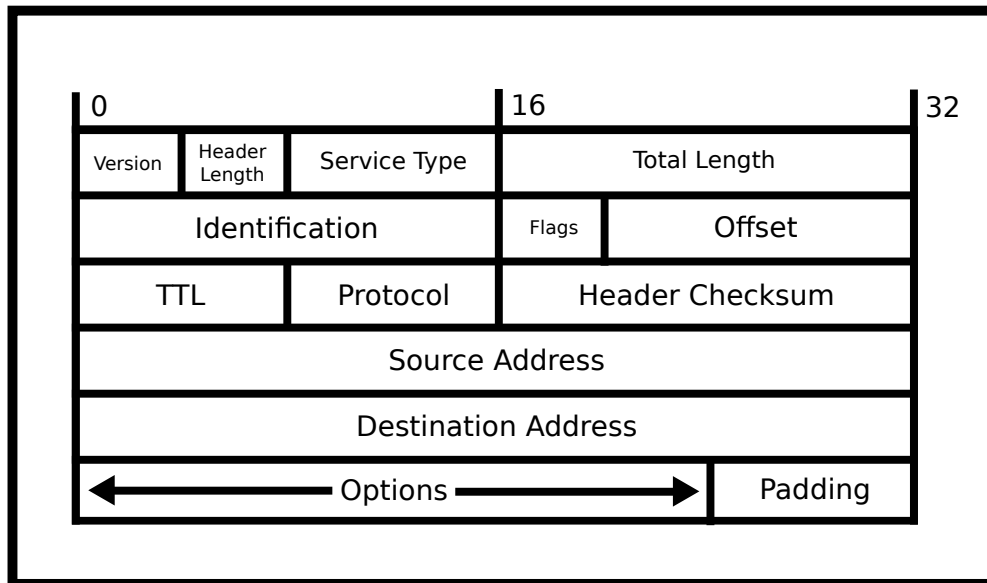 0 16 32
Version Header Length Service Type Total Length
Identification Flags Offset
TTL Protocol Header Checksum
Source Address
Destination Address
Options Padding